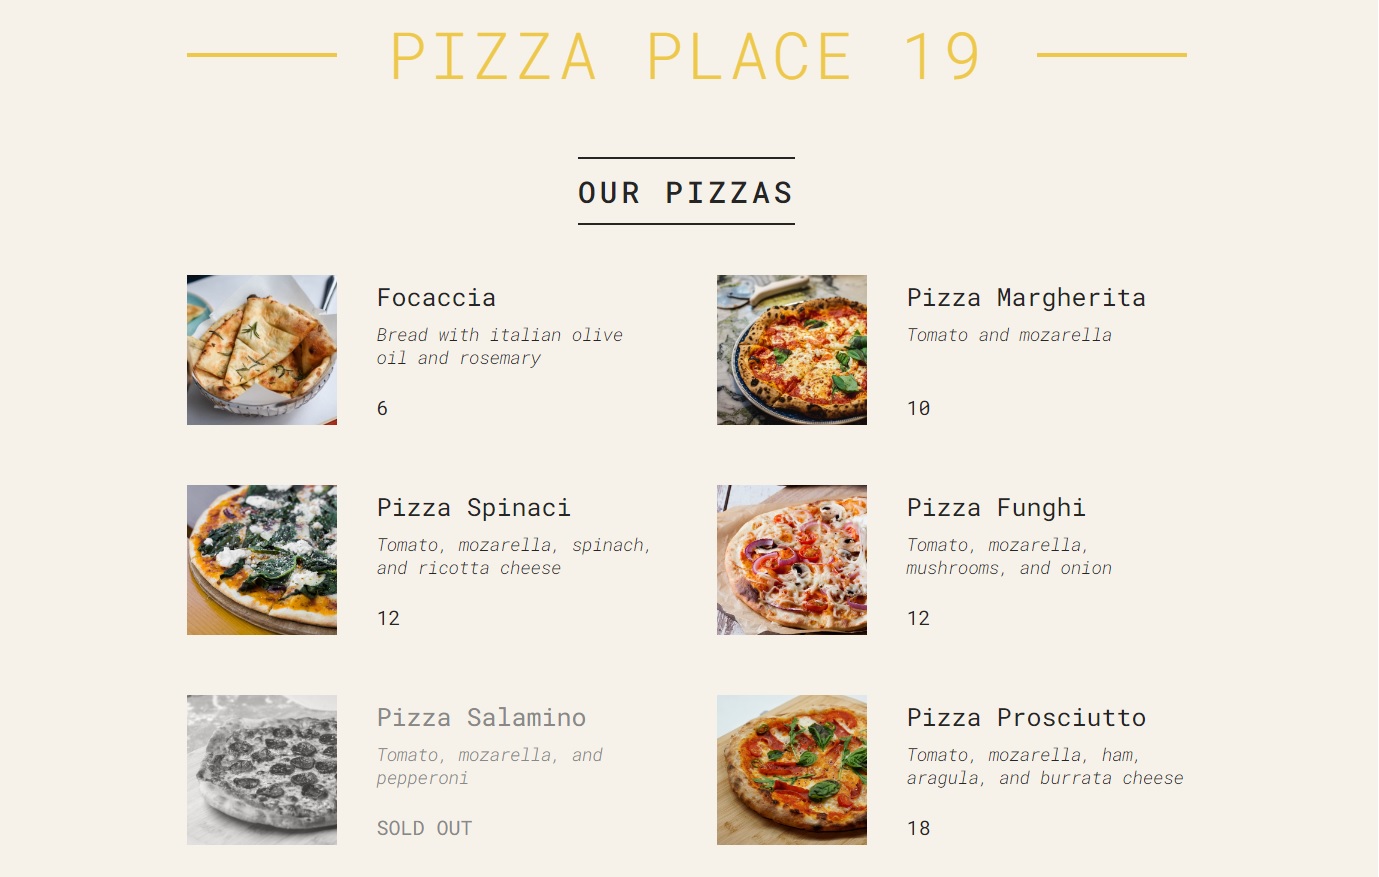 PIZZA PLACE 19
OUR PIZZAS
Focaccia
Bread with italian olive
oil and rosemary
6
Pizza Margherita
Tomato and mozarella
10
Pizza Spinaci
Tomato, mozarella, spinach,
and ricotta cheese
12
Pizza Funghi
Tomato, mozarella,
mushrooms, and onion
12
Pizza Salamino
Tomato, mozarella, and
pepperoni
SOLD OUT
Pizza Prosciutto
Tomato, mozarella, ham,
aragula, and burrata cheese
18